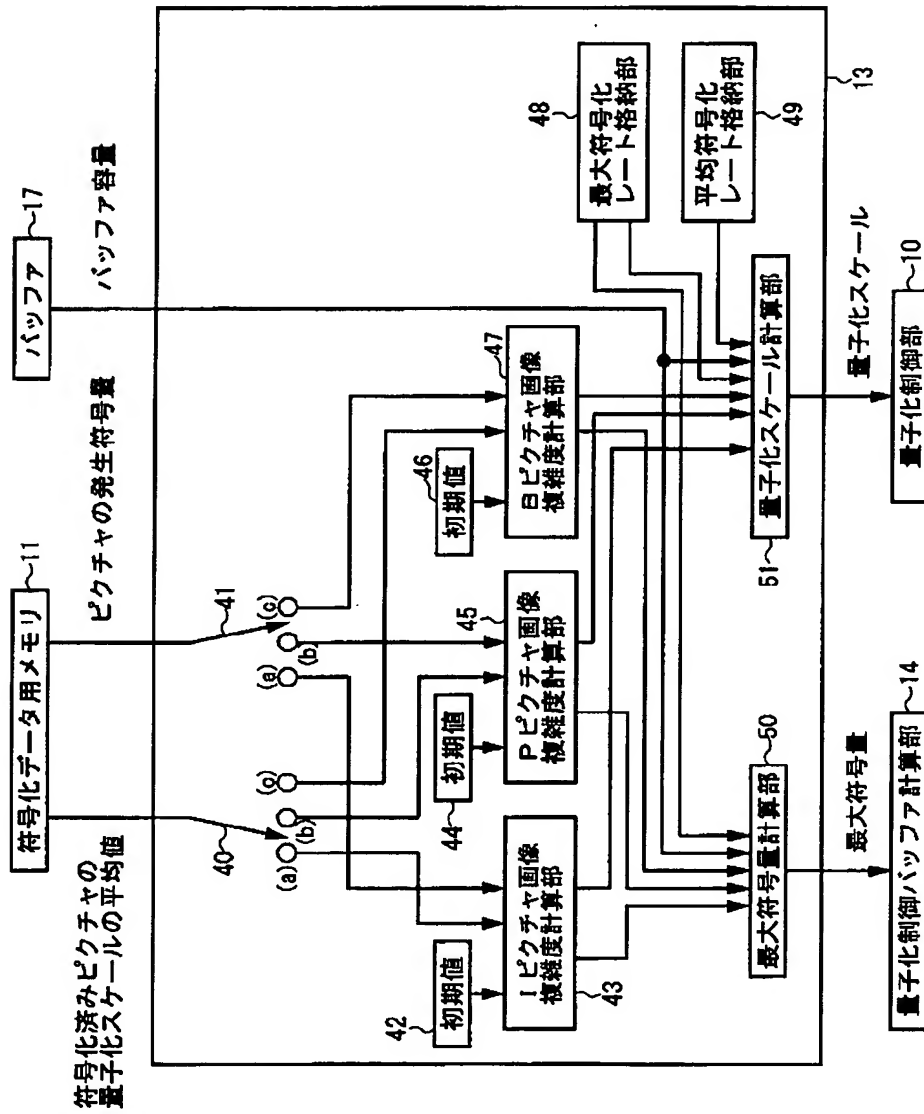 符号化データ用メモリ
11
バッファ
17
符号化済みピクチャの
量子化スケールの平均値
ピクチャの発生符号量
バッファ容量
40
(a)
(b)
(c)
41
(a)
(b)
(c)
42
初期値
44
初期値
46
初期値
Iピクチャ画像
複雑度計算部
43
Pピクチャ画像
複雑度計算部
45
Bピクチャ画像
複雑度計算部
47
最大符号化
レート格納部
48
平均符号化
レート格納部
49
最大符号量計算部
50
量子化スケール計算部
51
13
最大符号量
量子化スケール
量子化制御バッファ計算部
14
量子化制御部
10